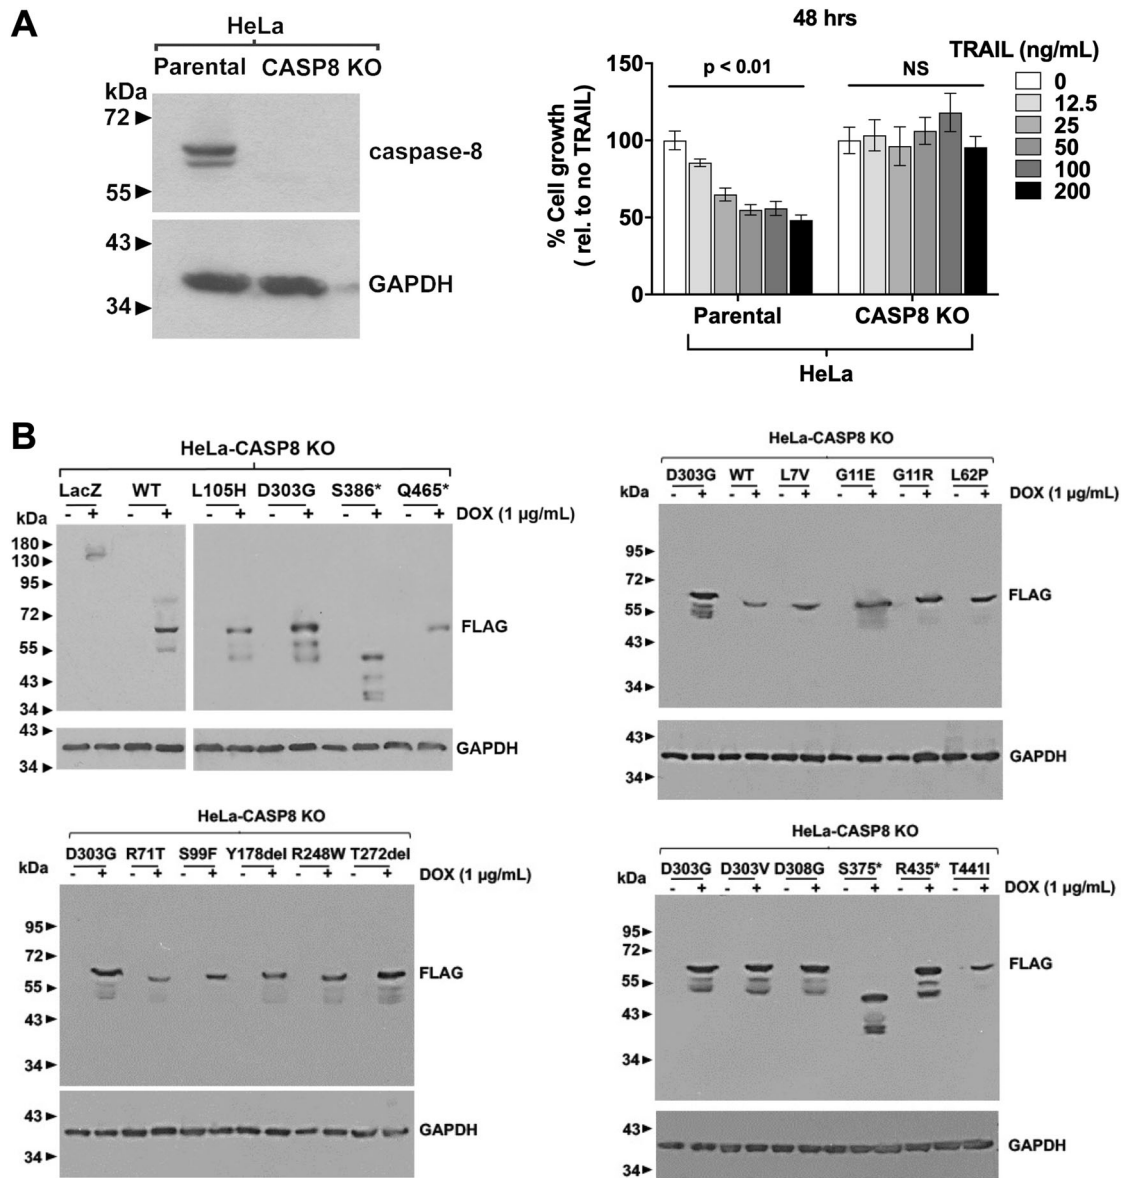 A
HeLa
Parental CASP8 KO
kDa
72
55
caspase-8
43
34
GAPDH
48 hrs
TRAIL (ng/mL)
0
12.5
25
50
100
200
% Cell growth
( rel. to no TRAIL)
150
100
50
0
p < 0.01
NS
Parental
CASP8 KO
HeLa
B
HeLa-CASP8 KO
LacZ WT L105H D303G S386* Q465*
- + - + - + - + - + - + DOX (1 µg/mL)
kDa
180
130
95
72
55
43
34
FLAG
43
34
GAPDH
HeLa-CASP8 KO
D303G WT L7V G11E G11R L62P
kDa
- + - + - + - + - + - + DOX (1 µg/mL)
95
72
55
43
34
FLAG
43
34
GAPDH
HeLa-CASP8 KO
D303G R71T S99F Y178del R248W T272del
kDa
- + - + - + - + - + - + DOX (1 µg/mL)
95
72
55
43
34
FLAG
43
34
GAPDH
HeLa-CASP8 KO
D303G D303V D308G S375* R435* T441I
kDa
- + - + - + - + - + - + DOX (1 µg/mL)
95
72
55
43
34
FLAG
43
34
GAPDH